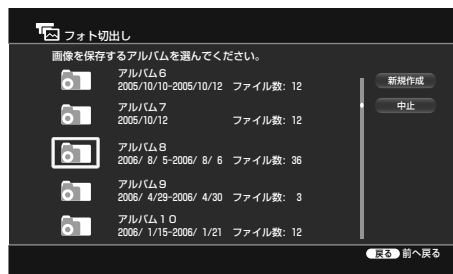 フォト切出し
画像を保存するアルバムを選んでください。
アルバム6
2005/10/10-2005/10/12 ファイル数: 12
アルバム7
2005/10/12 ファイル数: 12
アルバム8
2006/ 8/ 5-2006/ 8/ 6 ファイル数: 36
アルバム9
2006/ 4/29-2006/ 4/30 ファイル数: 3
アルバム10
2006/ 1/15-2006/ 1/21 ファイル数: 12
新規作成
中止
戻る 前へ戻る